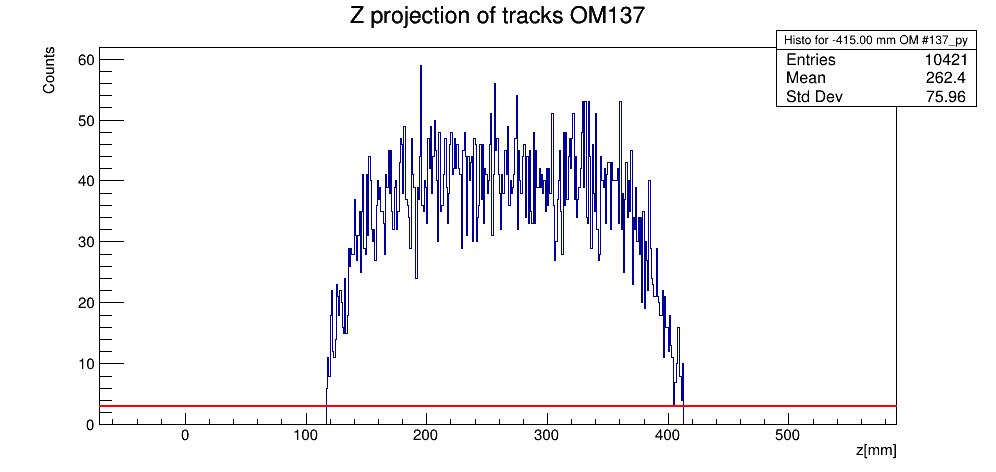 Z projection of tracks OM137
Histo for -415.00 mm OM #137_py
Entries 10421
Mean 262.4
Std Dev 75.96
Counts
60
50
40
30
20
10
0
0 100 200 300 400 500
z[mm]